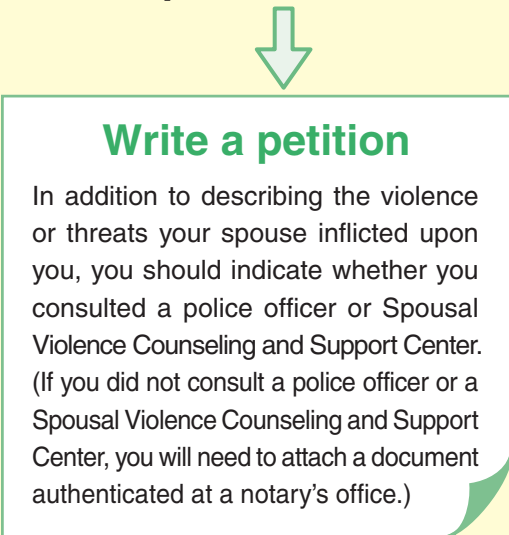 Write a petition
In addition to describing the violence
or threats your spouse inflicted upon
you, you should indicate whether you
consulted a police officer or Spousal
Violence Counseling and Support Center.
(If you did not consult a police officer or a
Spousal Violence Counseling and Support
Center, you will need to attach a document
authenticated at a notary's office.)